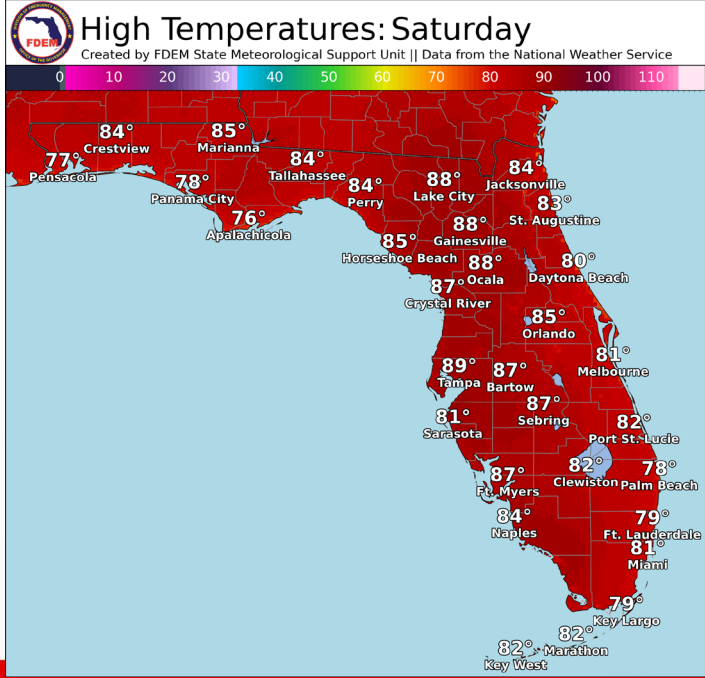 High Temperatures: Saturday
Created by FDEM State Meteorological Support Unit || Data from the National Weather Service
FDEM
0 10 20 30 40 50 60 70 80 90 100 110
84°
Crestview
85°
Marianna
77°
Pensacola
84°
Tallahassee
78°
Panama City
84°
Perry
88°
Lake City
84°
Jacksonville
76°
Apalachicola
83°
St. Augustine
85°
Horseshoe Beach
88°
Gainesville
88°
Ocala
80°
Daytona Beach
87°
Crystal River
85°
Orlando
81°
Melbourne
89°
Tampa
87°
Bartow
87°
Sebring
81°
Sarasota
82°
Port St. Lucie
87°
Ft. Myers
82°
Clewiston
78°
Palm Beach
84°
Naples
79°
Ft. Lauderdale
81°
Miami
79°
Key Largo
82°
Marathon
82°
Key West